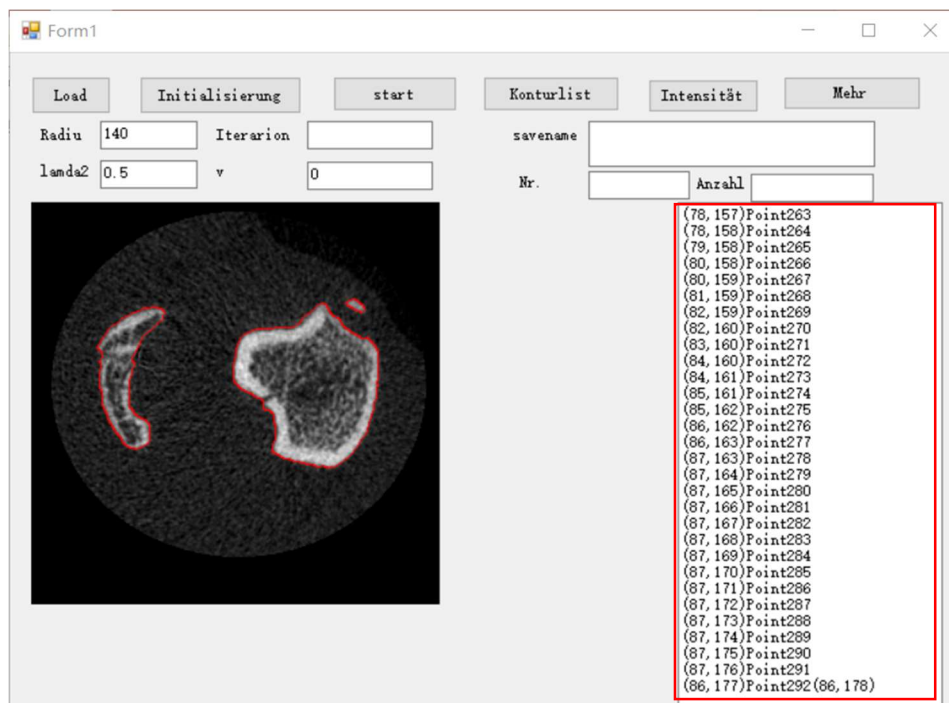 Form1
Load Initialisierung start Konturlist Intensität Mehr
Radiu 140 Iterarion savename
lamda2 0.5 v 0 Nr. Anzahl
(78,157)Point263
(78,158)Point264
(79,158)Point265
(80,158)Point266
(80,159)Point267
(81,159)Point268
(82,159)Point269
(82,160)Point270
(83,160)Point271
(84,160)Point272
(84,161)Point273
(85,161)Point274
(85,162)Point275
(86,162)Point276
(86,163)Point277
(87,163)Point278
(87,164)Point279
(87,165)Point280
(87,166)Point281
(87,167)Point282
(87,168)Point283
(87,169)Point284
(87,170)Point285
(87,171)Point286
(87,172)Point287
(87,173)Point288
(87,174)Point289
(87,175)Point290
(87,176)Point291
(86,177)Point292(86,178)